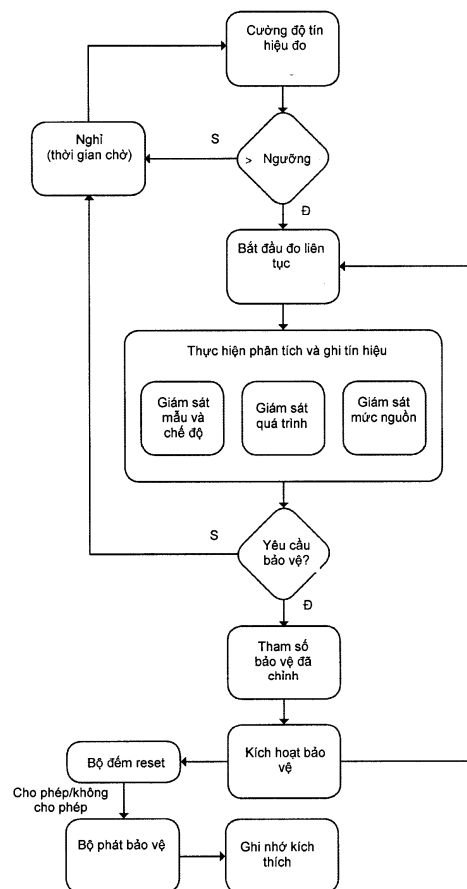 Cường độ tín
hiệu đo
Nghỉ
(thời gian chờ)
S
> Ngưỡng
Đ
Bắt đầu đo liên
tục
Thực hiện phân tích và ghi tín hiệu
Giám sát
mẫu và
chế độ
Giám sát
quá trình
Giám sát
mức nguồn
S
Yêu cầu
bảo vệ?
Đ
Tham số
bảo vệ đã
chỉnh
Bộ đếm reset
Kích hoạt bảo
vệ
Cho phép/không
cho phép
Bộ phát bảo vệ
Ghi nhớ kích
thích